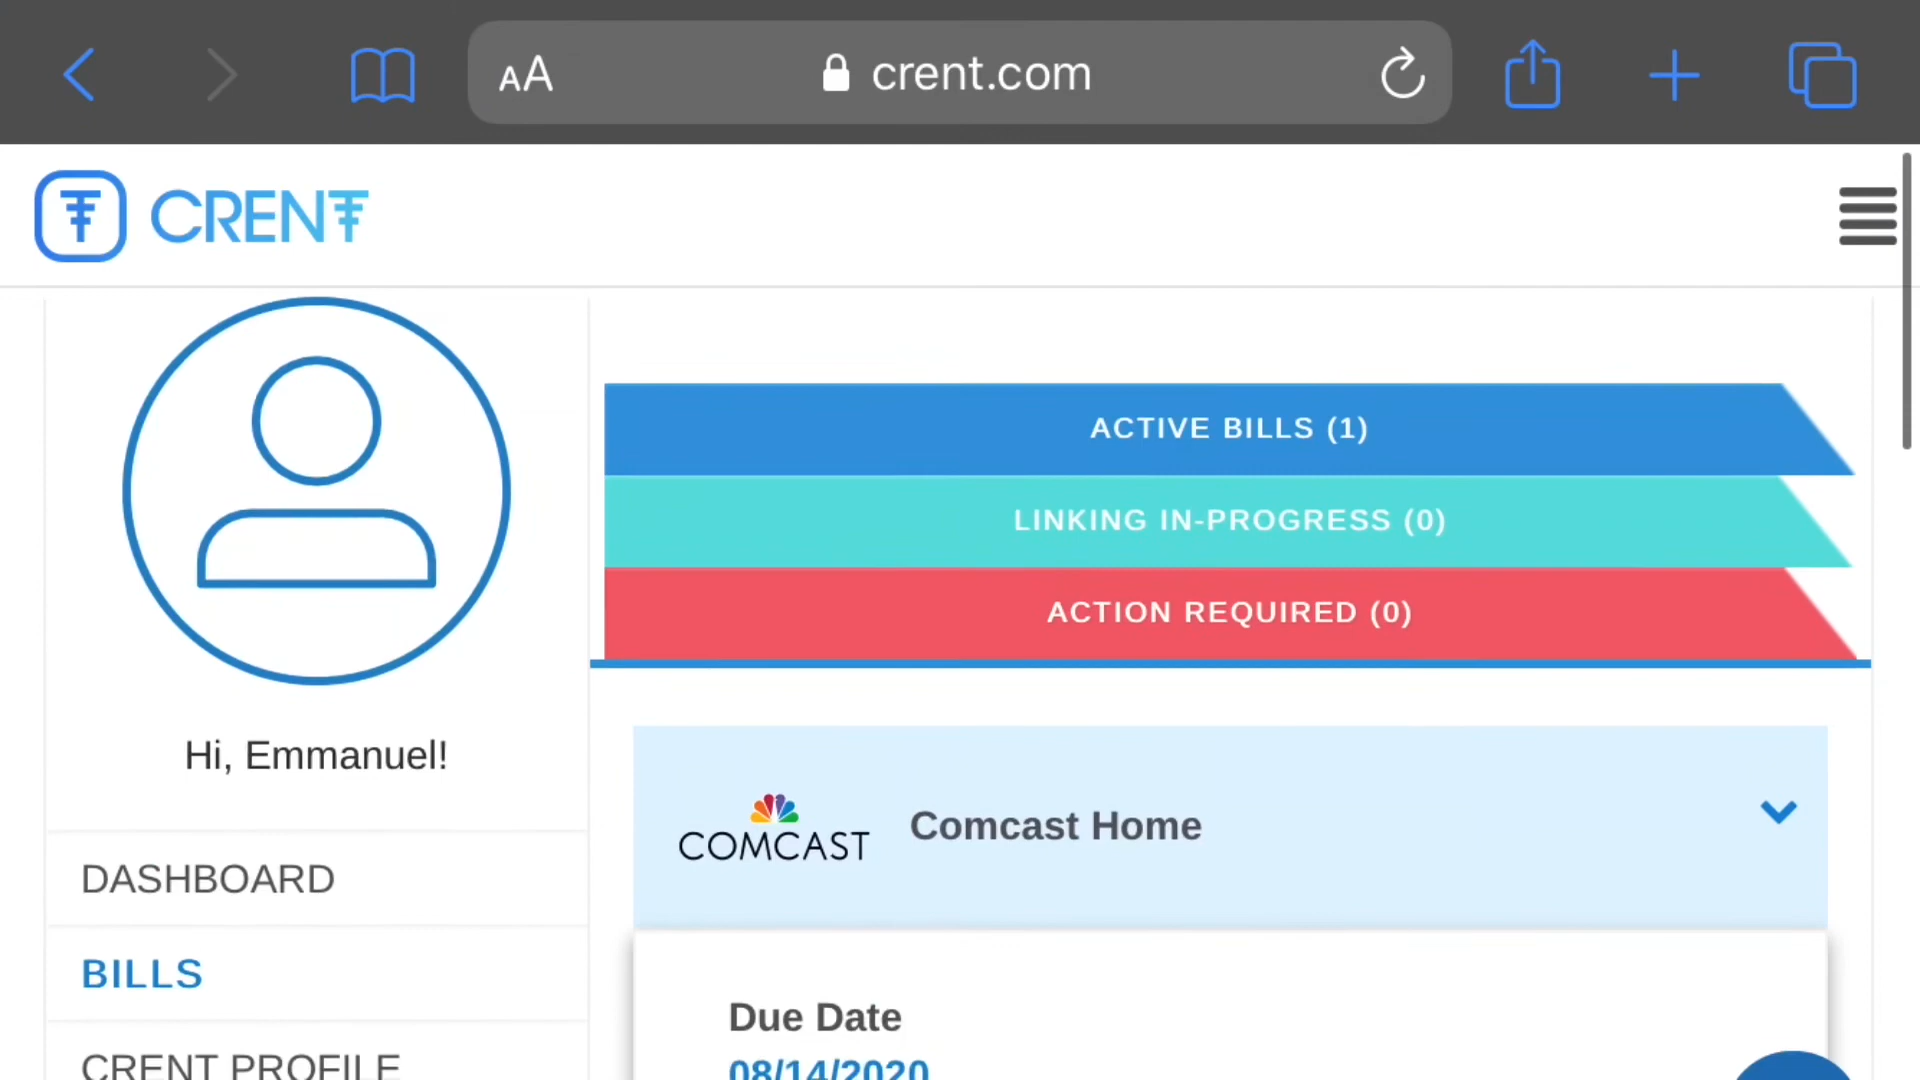 AA
crent.com
CRENT
ACTIVE BILLS (1)
LINKING IN-PROGRESS (0)
ACTION REQUIRED (0)
Hi, Emmanuel!
DASHBOARD
BILLS
CRENT PROFILE
COMCAST
Comcast Home
Due Date
08/14/2020